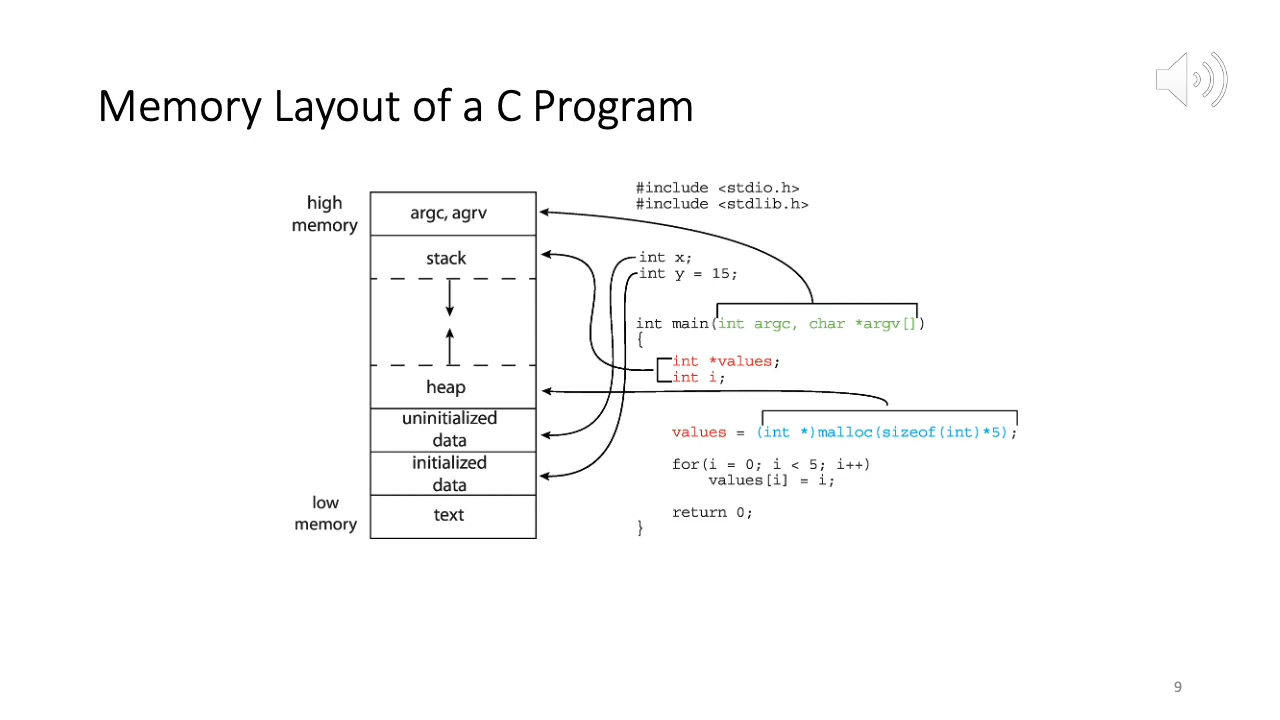 Memory Layout of a C Program
high
memory
argc, agrv
stack
heap
uninitialized
data
initialized
data
low
memory
text
#include <stdio.h>
#include <stdlib.h>
int x;
int y = 15;
int main(int argc, char *argv[])
{
int *values;
int i;
values = (int *)malloc(sizeof(int)*5);
for(i = 0; i < 5; i++)
values[i] = i;
return 0;
}
9